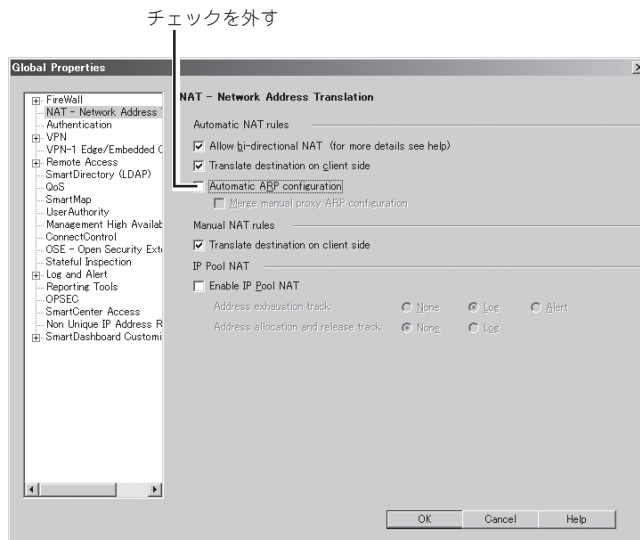 チェックを外す
Global Properties
FireWall
NAT - Network Address
Authentication
VPN
VPN-1 Edge/Embedded
Remote Access
SmartDirectory (LDAP)
QoS
SmartMap
UserAuthority
Management High Availab
ConnectControl
OSE - Open Security Exte
Stateful Inspection
Log and Alert
Reporting Tools
OPSEC
SmartCenter Access
Non Unique IP Address R
SmartDashboard Customi
NAT - Network Address Translation
Automatic NAT rules
Allow bi-directional NAT (for more details see help)
Translate destination on client side
Automatic ARP configuration
Merge manual proxy ARP configuration
Manual NAT rules
Translate destination on client side
IP Pool NAT
Enable IP Pool NAT
Address exhaustion track: None Log Alert
Address allocation and release track: None Log
OK Cancel Help